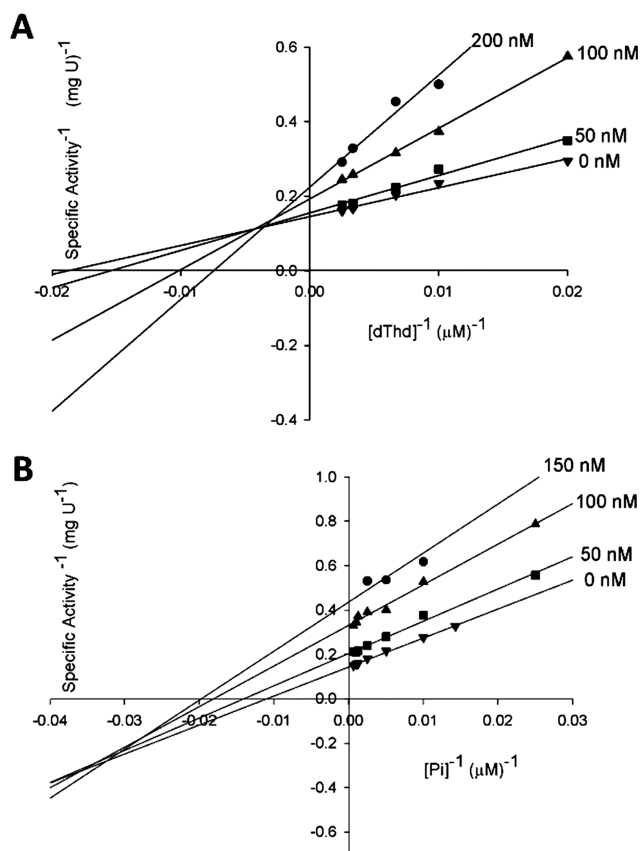 A
200 nM
100 nM
50 nM
0 nM
Specific Activity⁻¹ (mg U)⁻¹
0.6
0.4
0.2
0.0
-0.2
-0.4
-0.02
-0.01
0.00
0.01
0.02
[dThd]⁻¹ (μM)⁻¹
B
150 nM
100 nM
50 nM
0 nM
Specific Activity⁻¹ (mg U⁻¹)
1.0
0.8
0.6
0.4
0.2
0.0
-0.2
-0.4
-0.6
-0.04
-0.03
-0.02
-0.01
0.00
0.01
0.02
0.03
[Pi]⁻¹ (μM)⁻¹